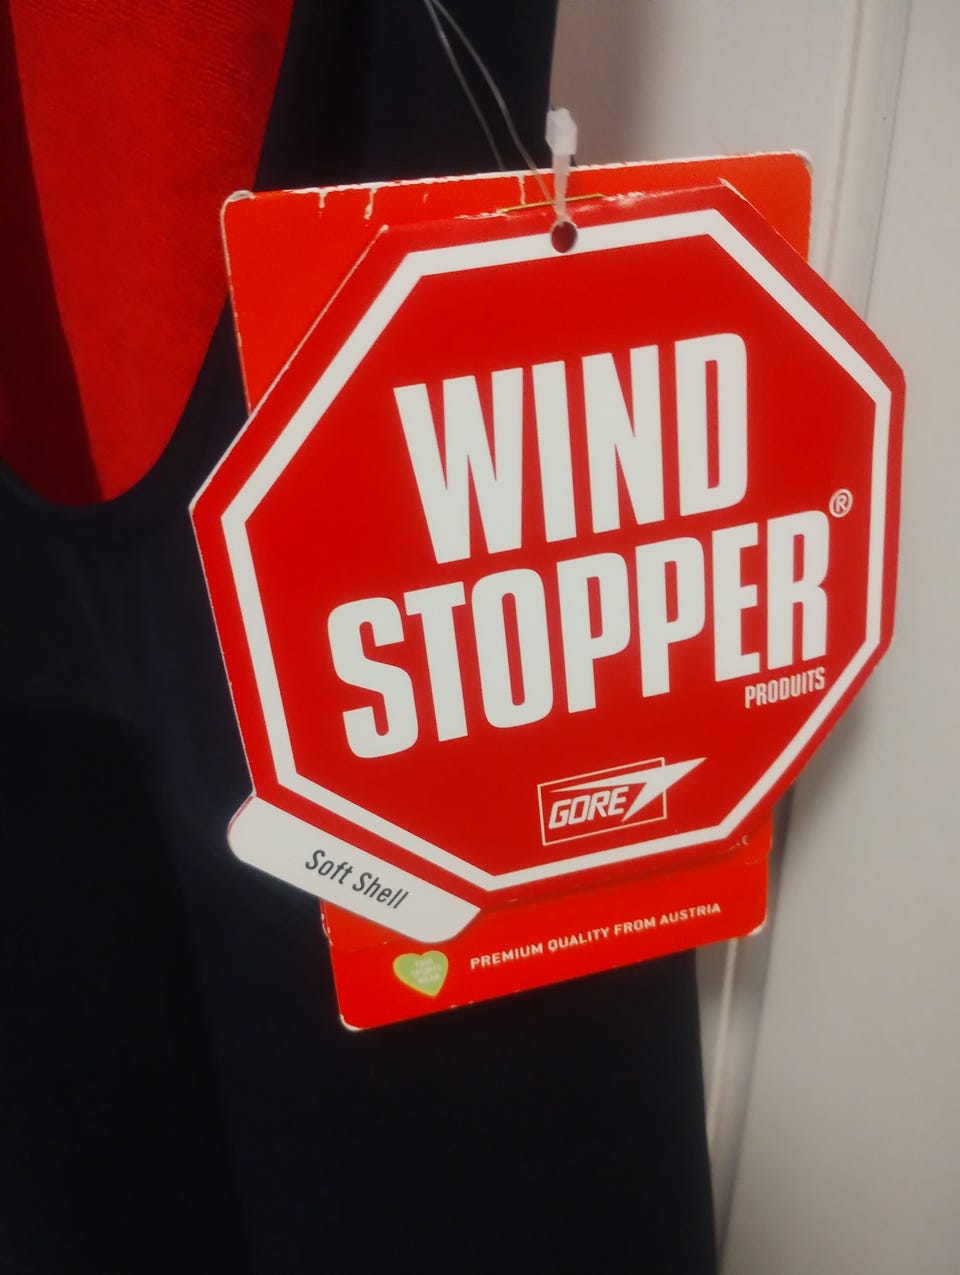 WIND
STOPPER®
PRODUITS
GORE
Soft Shell
PREMIUM QUALITY FROM AUSTRIA